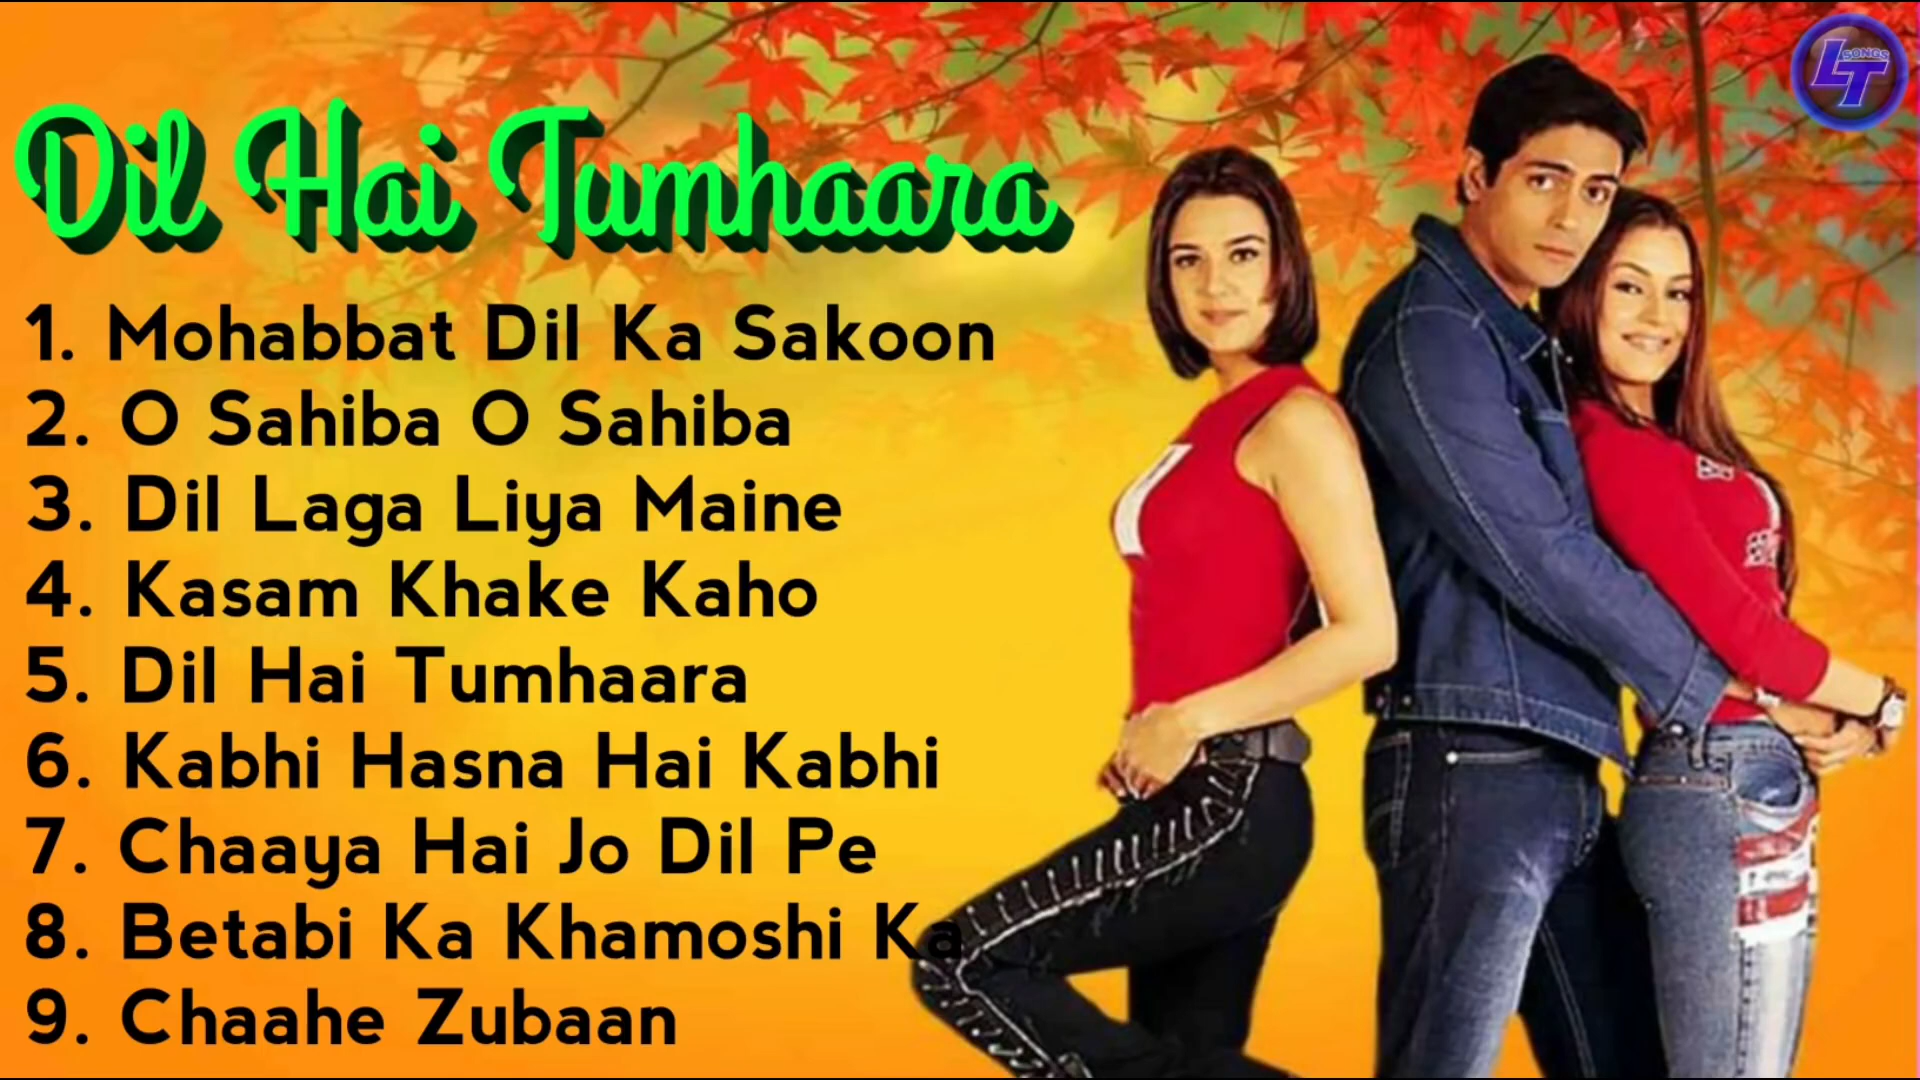 LT SONGS
Dil Hai Tumhaara
1. Mohabbat Dil Ka Sakoon
2. O Sahiba O Sahiba
3. Dil Laga Liya Maine
4. Kasam Khake Kaho
5. Dil Hai Tumhaara
6. Kabhi Hasna Hai Kabhi
7. Chaaya Hai Jo Dil Pe
8. Betabi Ka Khamoshi Ka
9. Chaahe Zubaan